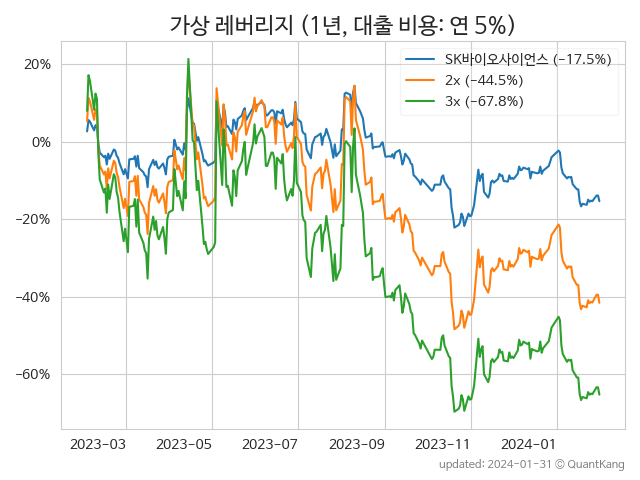 가상 레버리지 (1년, 대출 비용: 연 5%)
SK바이오사이언스 (−17.5%)
2x (−44.5%)
3x (−67.8%)
20%
0%
−20%
−40%
−60%
2023-03
2023-05
2023-07
2023-09
2023-11
2024-01
updated: 2024-01-31 © QuantKang